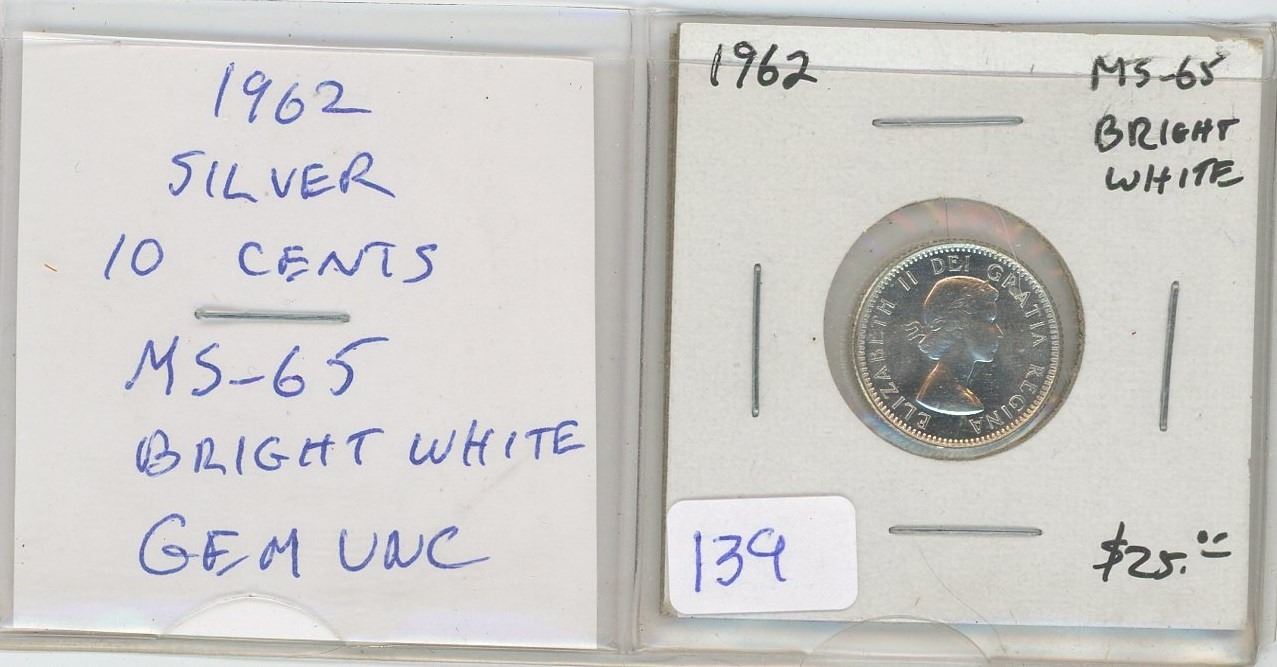 1962
SILVER
10 CENTS
MS-65
BRIGHT WHITE
GEM UNC
1962
MS-65
BRIGHT
WHITE
ELIZABETH II DEI GRATIA REGINA
139
$25.00